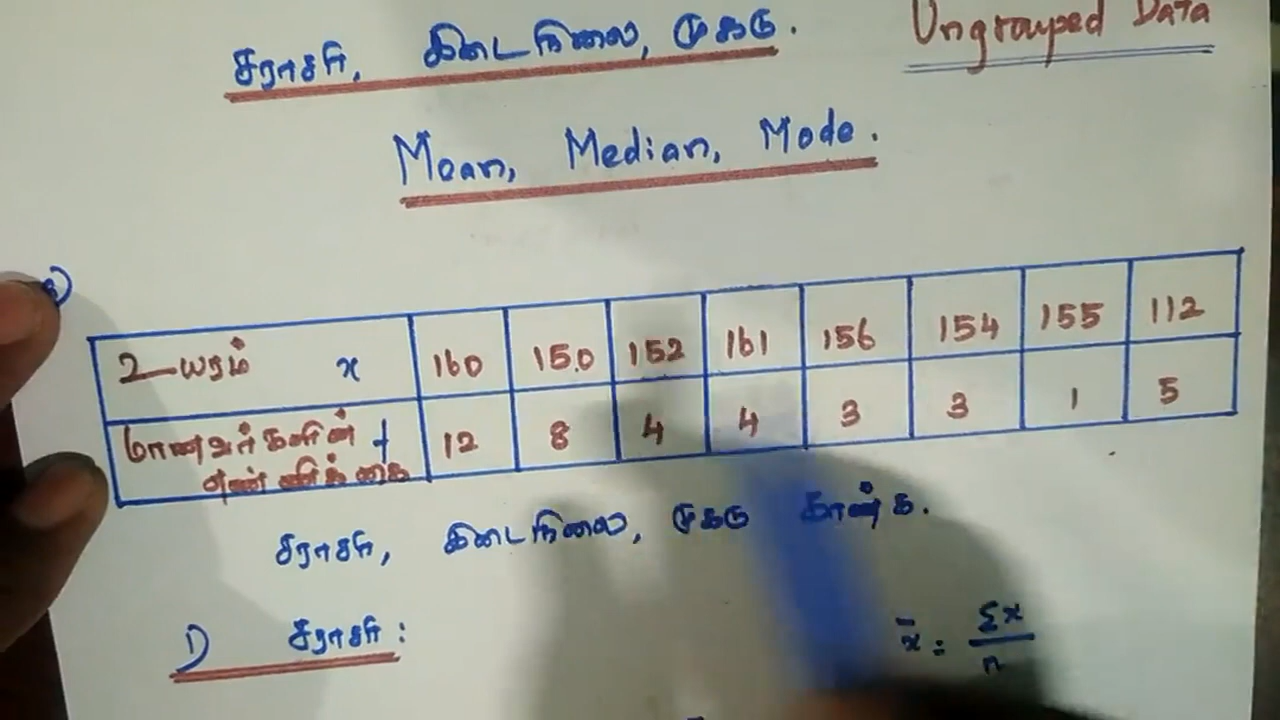 சராசரி, இடைநிலை, முகடு. Ungrouped Data
Mean, Median, Mode.
உயரம் x 160 150 152 161 156 154 155 112
மாணவர்களின் எண்ணிக்கை f 12 8 4 4 3 3 1 5
சராசரி, இடைநிலை, முகடு காண்க.
1) சராசரி : x̄ = Σx/n